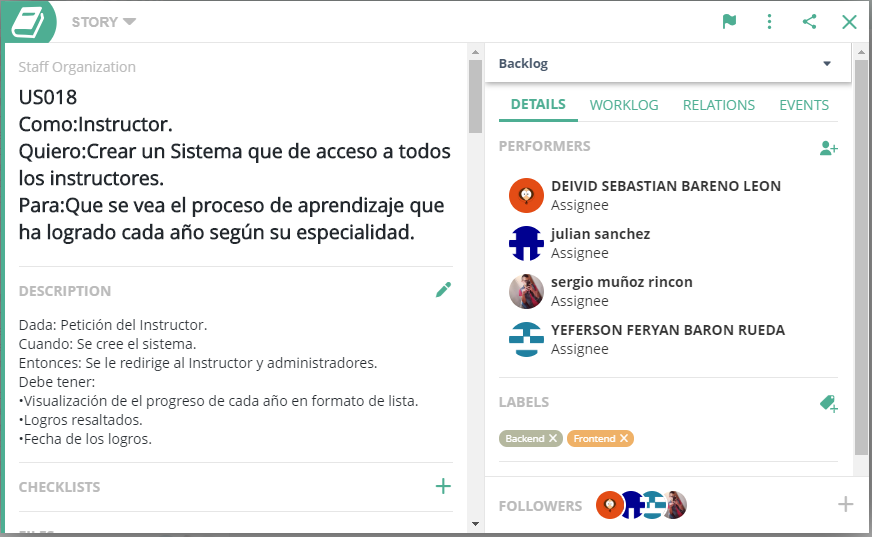 STORY
Staff Organization
US018
Como:Instructor.
Quiero:Crear un Sistema que de acceso a todos
los instructores.
Para:Que se vea el proceso de aprendizaje que
ha logrado cada año según su especialidad.
DESCRIPTION
Dada: Petición del Instructor.
Cuando: Se cree el sistema.
Entonces: Se le redirige al Instructor y administradores.
Debe tener:
•Visualización de el progreso de cada año en formato de lista.
•Logros resaltados.
•Fecha de los logros.
CHECKLISTS
Backlog
DETAILS WORKLOG RELATIONS EVENTS
PERFORMERS
DEIVID SEBASTIAN BARENO LEON
Assignee
julian sanchez
Assignee
sergio muñoz rincon
Assignee
YEFERSON FERYAN BARON RUEDA
Assignee
LABELS
Backend Frontend
FOLLOWERS